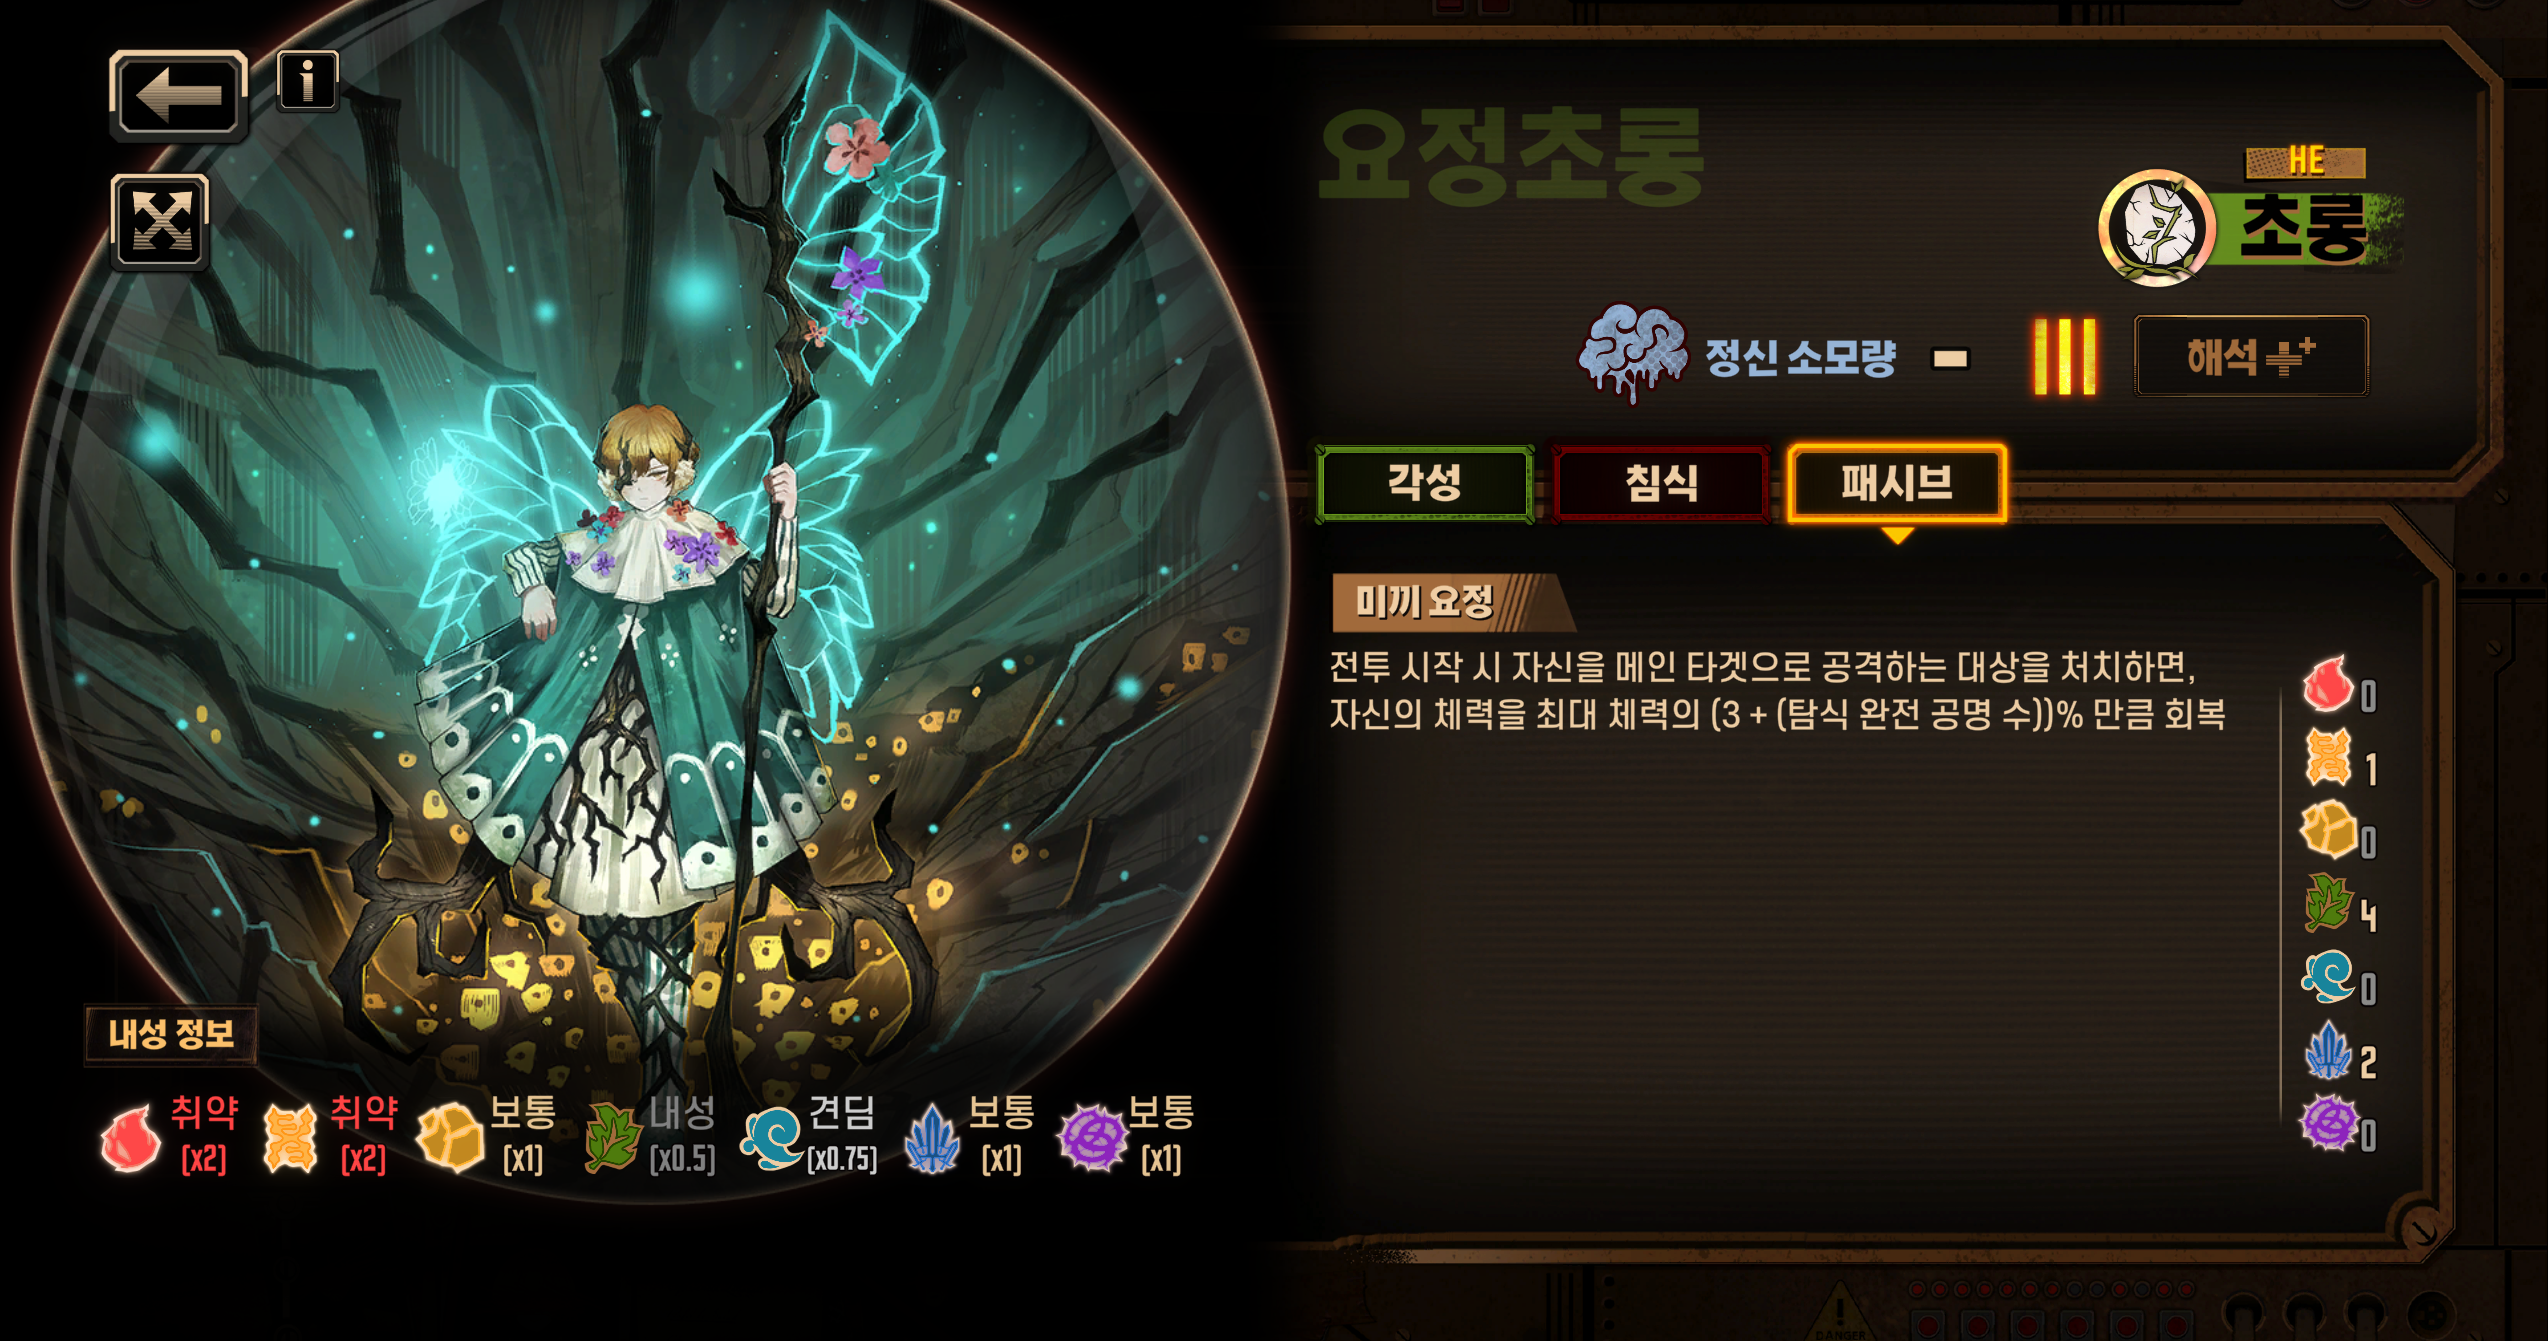 요정초롱
HE
초롱
정신 소모량
해석
각성
침식
패시브
미끼 요정
전투 시작 시 자신을 메인 타겟으로 공격하는 대상을 처치하면,
자신의 체력을 최대 체력의 (3 + (탐식 완전 공명 수))% 만큼 회복
0
1
0
4
0
2
0
내성 정보
취약
(x2)
취약
(x2)
보통
(x1)
내성
(x0.5)
견딤
(x0.75)
보통
(x1)
보통
(x1)
DANGER